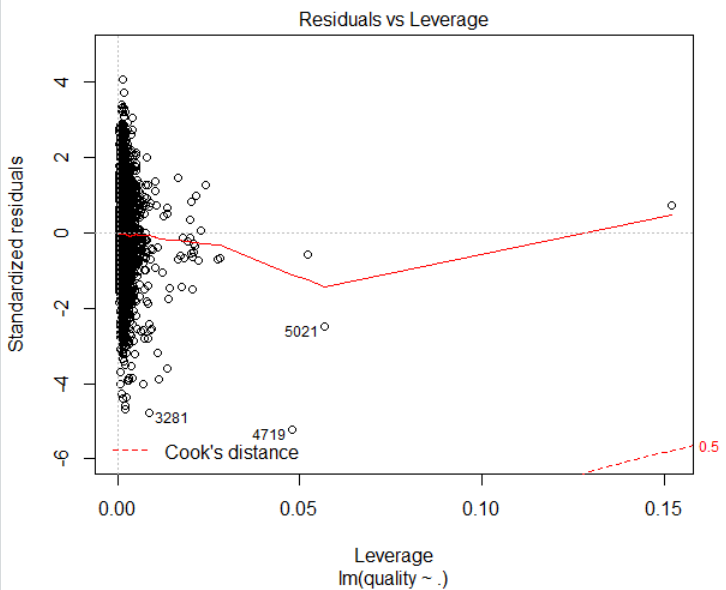 Residuals vs Leverage
Standardized residuals
4
2
0
-2
-4
-6
5021
3281
4719
Cook's distance
0.5
0.00 0.05 0.10 0.15
Leverage
lm(quality ~ .)